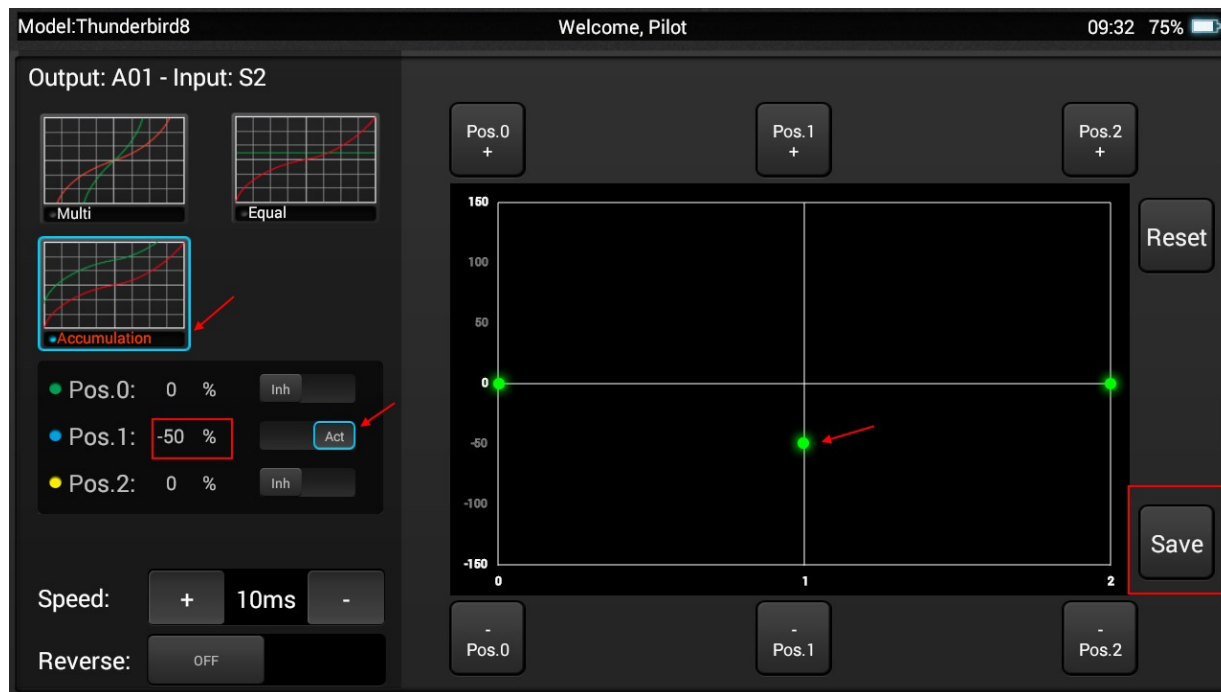 Model:Thunderbird8
Welcome, Pilot
09:32 75%
Output: A01 - Input: S2
Multi
Equal
Accumulation
Pos.0: 0 % Inh
Pos.1: -50 % Act
Pos.2: 0 % Inh
Speed: + 10ms -
Reverse: OFF
Pos.0
+
Pos.1
+
Pos.2
+
150
100
50
0
-50
-100
-150
0 1 2
Reset
Save
-
Pos.0
-
Pos.1
-
Pos.2